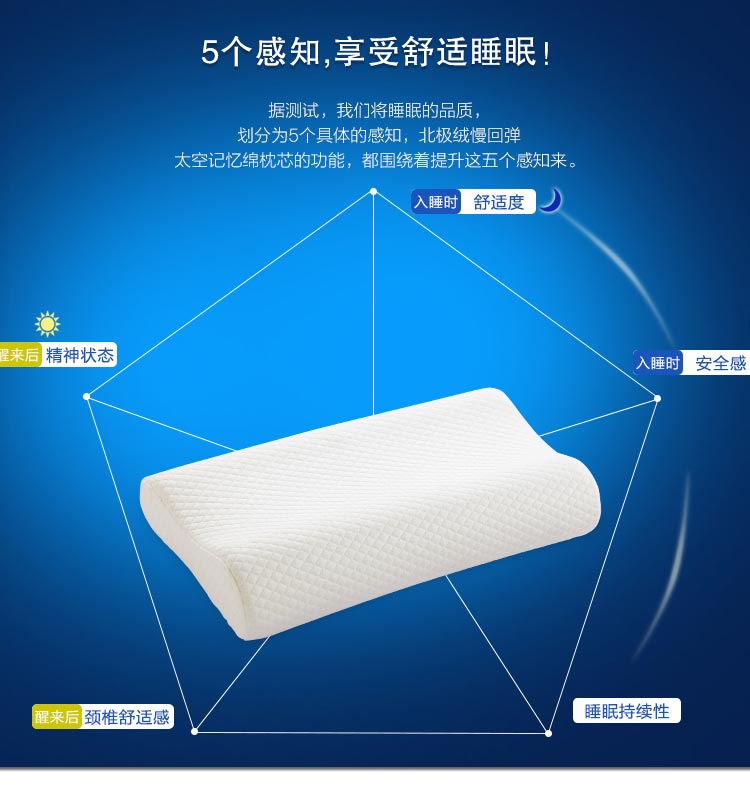 5个感知,享受舒适睡眠!
据测试，我们将睡眠的品质，
划分为5个具体的感知，北极绒慢回弹
太空记忆绵枕芯的功能，都围绕着提升这五个感知来。
入睡时 舒适度
醒来后 精神状态
入睡时 安全感
醒来后 颈椎舒适感
睡眠持续性